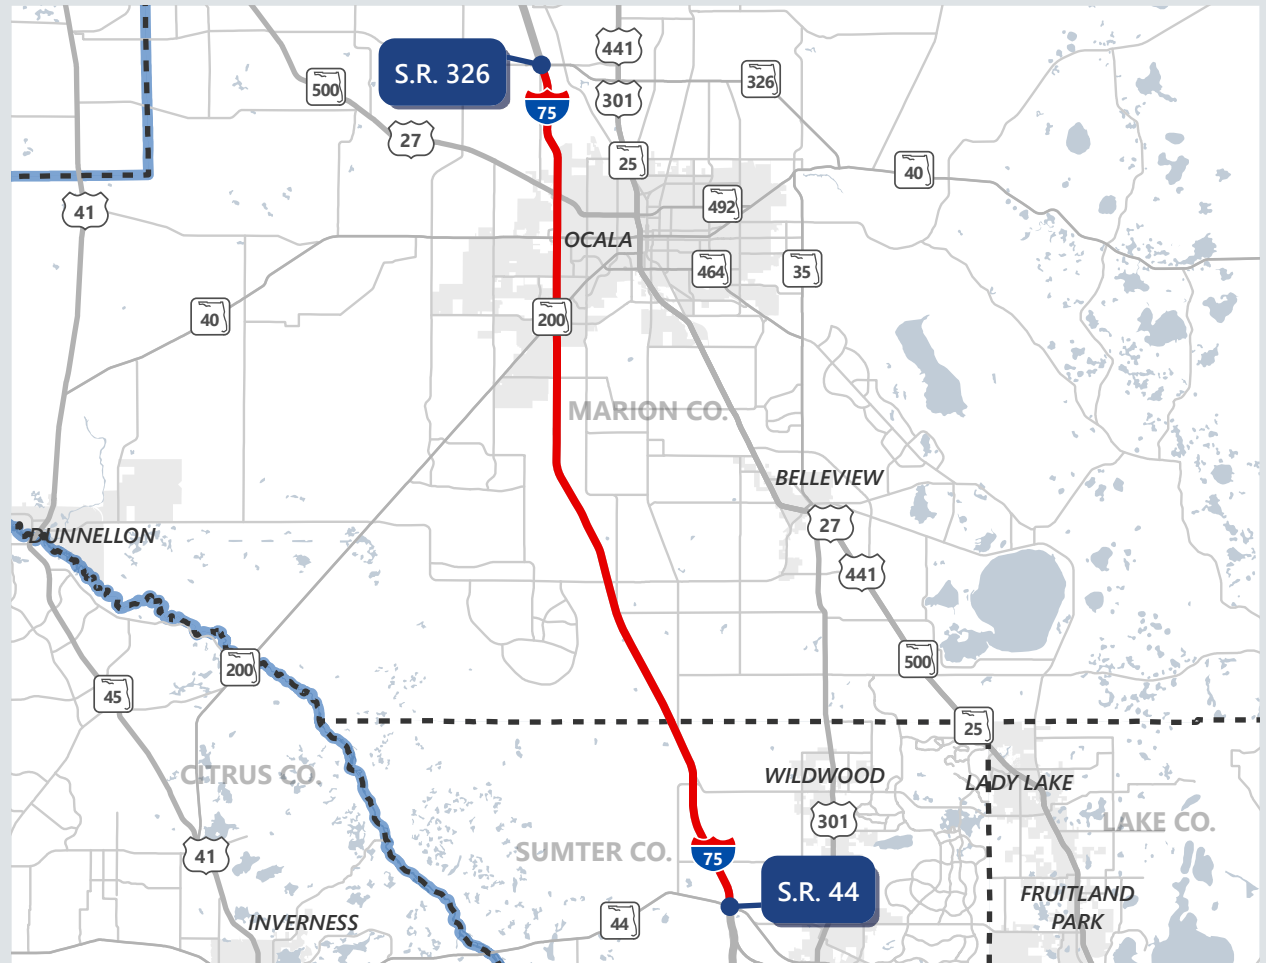 441
S.R. 326
500
326
301
75
27
25
40
492
41
OCALA
464
35
40
200
MARION CO.
BELLEVIEW
27
DUNNELLON
441
500
200
45
25
CITRUS CO.
WILDWOOD
LADY LAKE
301
LAKE CO.
SUMTER CO.
75
41
S.R. 44
FRUITLAND
PARK
44
INVERNESS